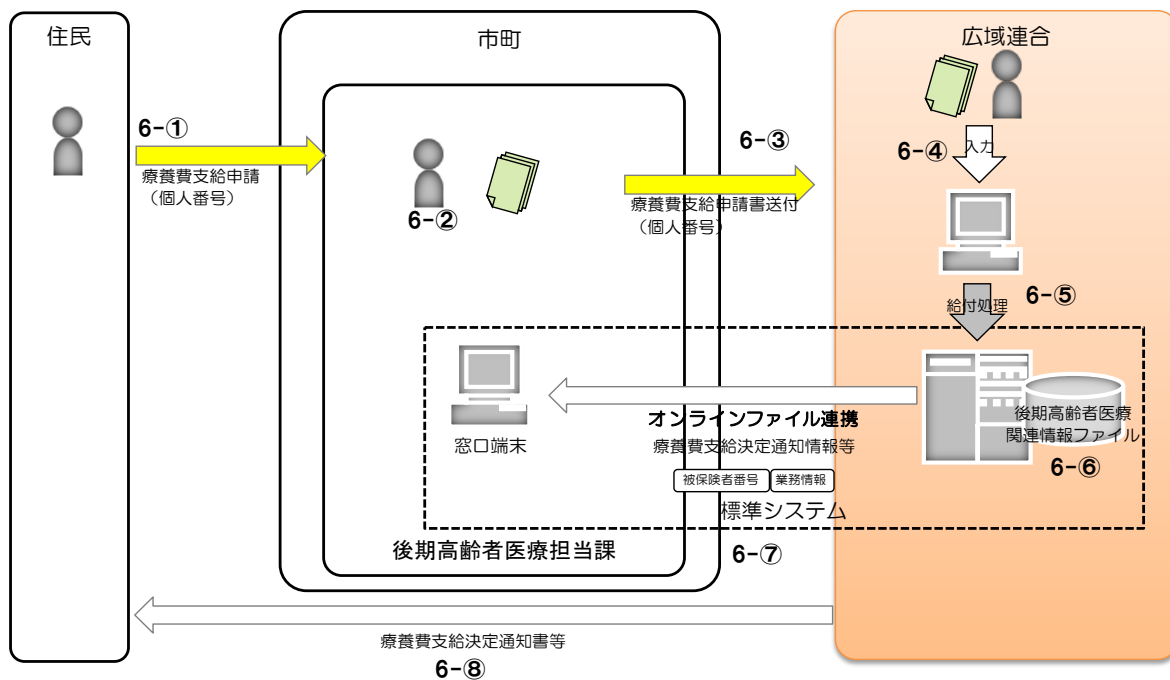 住民
市町
広域連合
6-①
療養費支給申請
（個人番号）
6-②
6-③
療養費支給申請書送付
（個人番号）
6-④
入力
6-⑤
給付処理
オンラインファイル連携
療養費支給決定通知情報等
被保険者番号
業務情報
標準システム
窓口端末
後期高齢者医療
関連情報ファイル
6-⑥
後期高齢者医療担当課
6-⑦
療養費支給決定通知書等
6-⑧